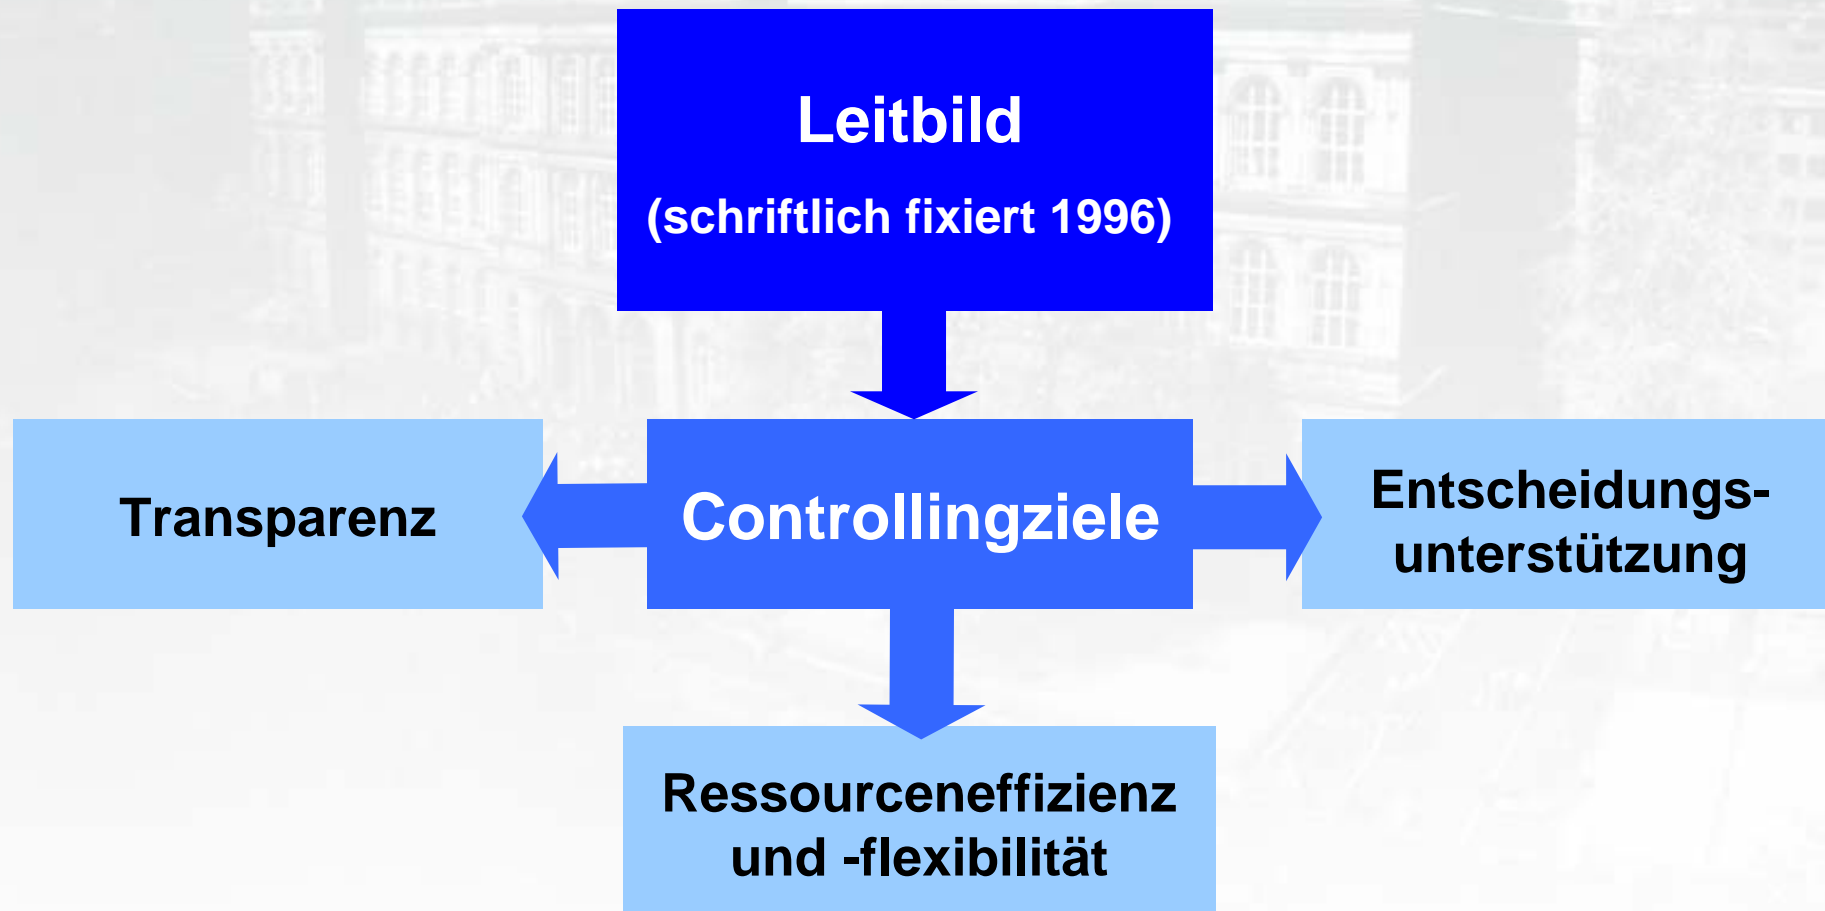 Leitbild
(schriftlich fixiert 1996)
Transparenz
Controllingziele
Entscheidungs-
unterstützung
Ressourceneffizienz
und -flexibilität